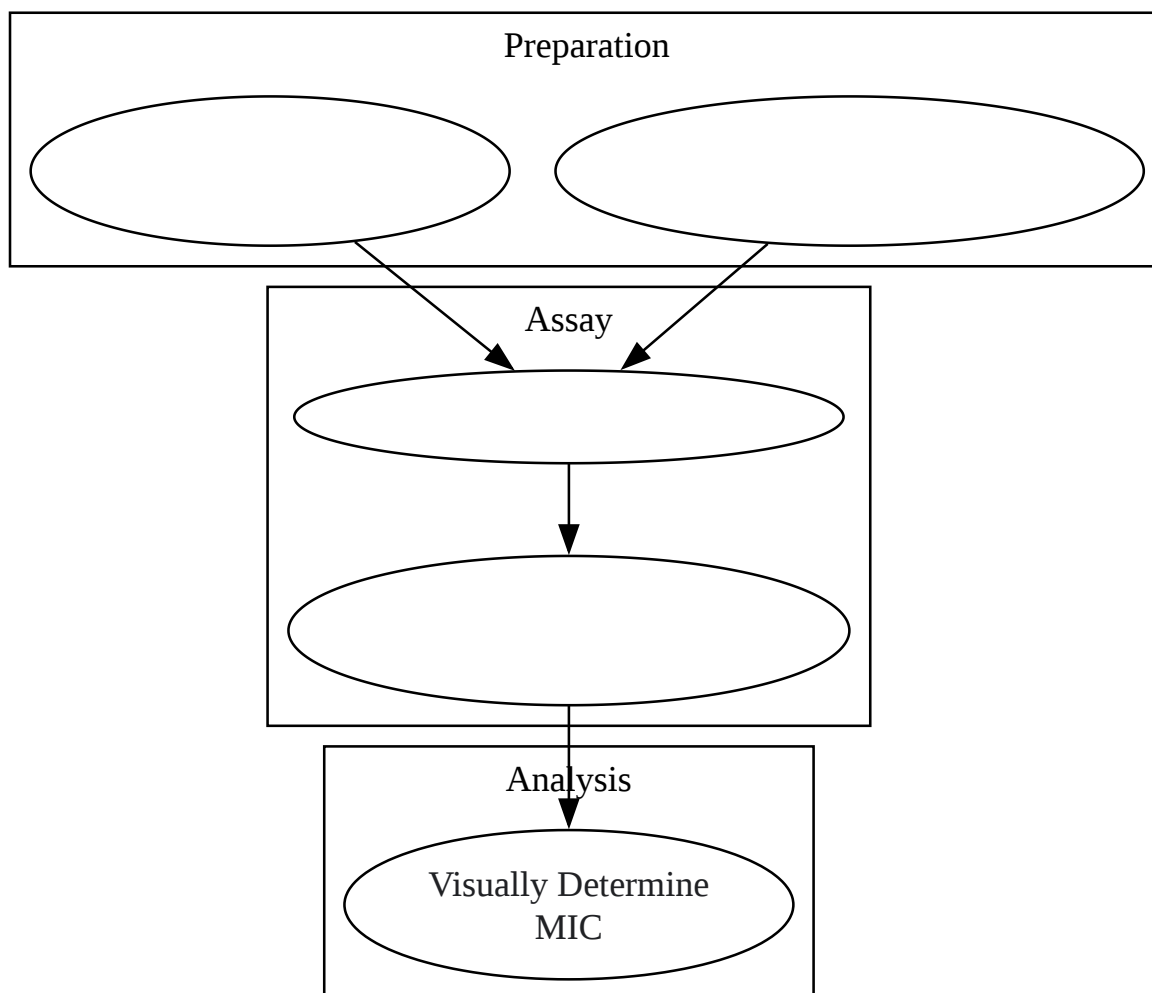 Preparation
Assay
Analysis
Visually Determine
MIC